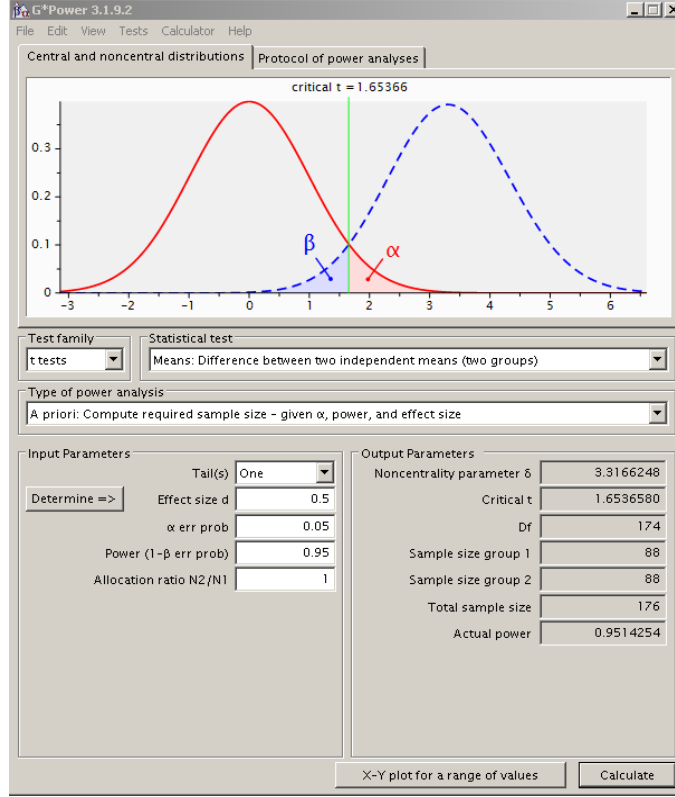 G*Power 3.1.9.2
File Edit View Tests Calculator Help
Central and noncentral distributions Protocol of power analyses
critical t = 1.65366
0.3
0.2
0.1
0
β
α
-3 -2 -1 0 1 2 3 4 5 6
Test family
t tests
Statistical test
Means: Difference between two independent means (two groups)
Type of power analysis
A priori: Compute required sample size – given α, power, and effect size
Input Parameters
Tail(s) One
Determine => Effect size d 0.5
α err prob 0.05
Power (1-β err prob) 0.95
Allocation ratio N2/N1 1
Output Parameters
Noncentrality parameter δ 3.3166248
Critical t 1.6536580
Df 174
Sample size group 1 88
Sample size group 2 88
Total sample size 176
Actual power 0.9514254
X-Y plot for a range of values Calculate